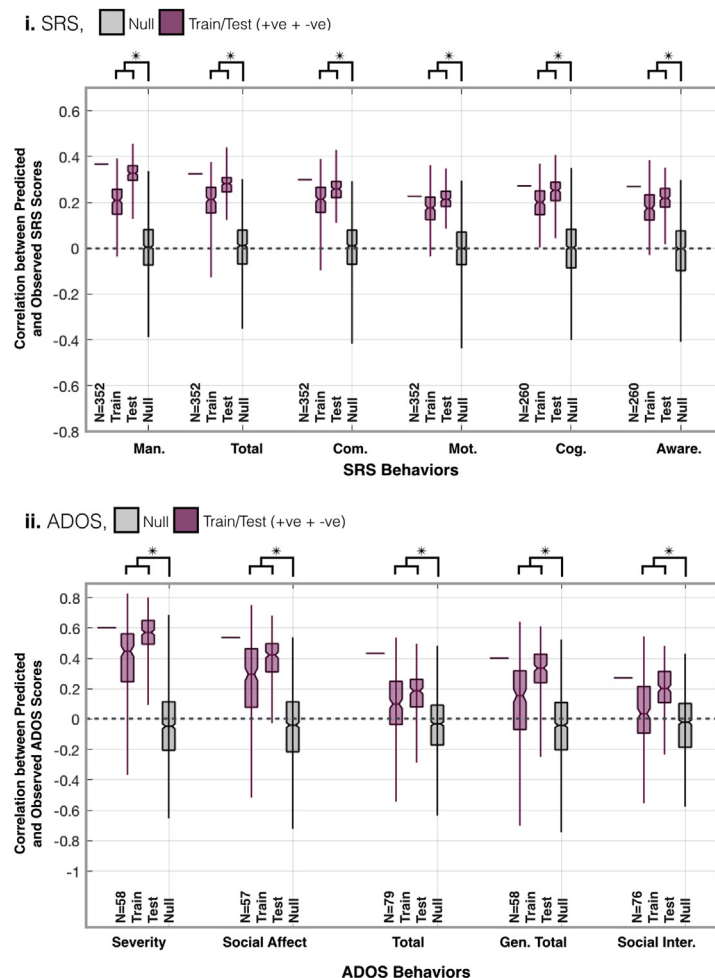 i. SRS, Null Train/Test (+ve + -ve)
* * * * * *
Correlation between Predicted
and Observed SRS Scores
0.6
0.4
0.2
0
-0.2
-0.4
-0.6
-0.8
N=352 Train Test Null N=352 Train Test Null N=352 Train Test Null N=352 Train Test Null N=260 Train Test Null N=260 Train Test Null
Man. Total Com. Mot. Cog. Aware.
SRS Behaviors
ii. ADOS, Null Train/Test (+ve + -ve)
* * * * *
Correlation between Predicted
and Observed ADOS Scores
0.8
0.6
0.4
0.2
0
-0.2
-0.4
-0.6
-0.8
-1
N=58 Train Test Null N=57 Train Test Null N=79 Train Test Null N=58 Train Test Null N=76 Train Test Null
Severity Social Affect Total Gen. Total Social Inter.
ADOS Behaviors